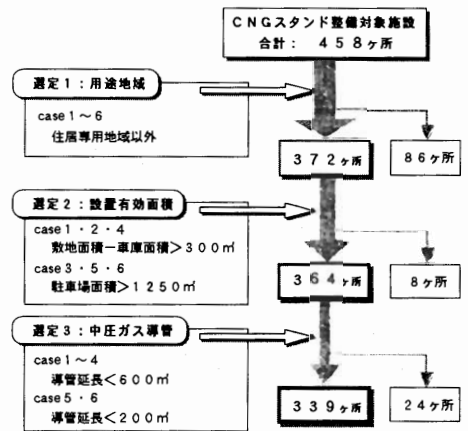 CNGスタンド整備対象施設
合計： 458ヶ所
選定1：用途地域
case 1～6
住居専用地域以外
372ヶ所
86ヶ所
選定2：設置有効面積
case 1・2・4
敷地面積－車庫面積＞300㎡
case 3・5・6
駐車場面積＞1250㎡
364ヶ所
8ヶ所
選定3：中圧ガス導管
case 1～4
導管延長＜600㎡
case 5・6
導管延長＜200㎡
339ヶ所
24ヶ所